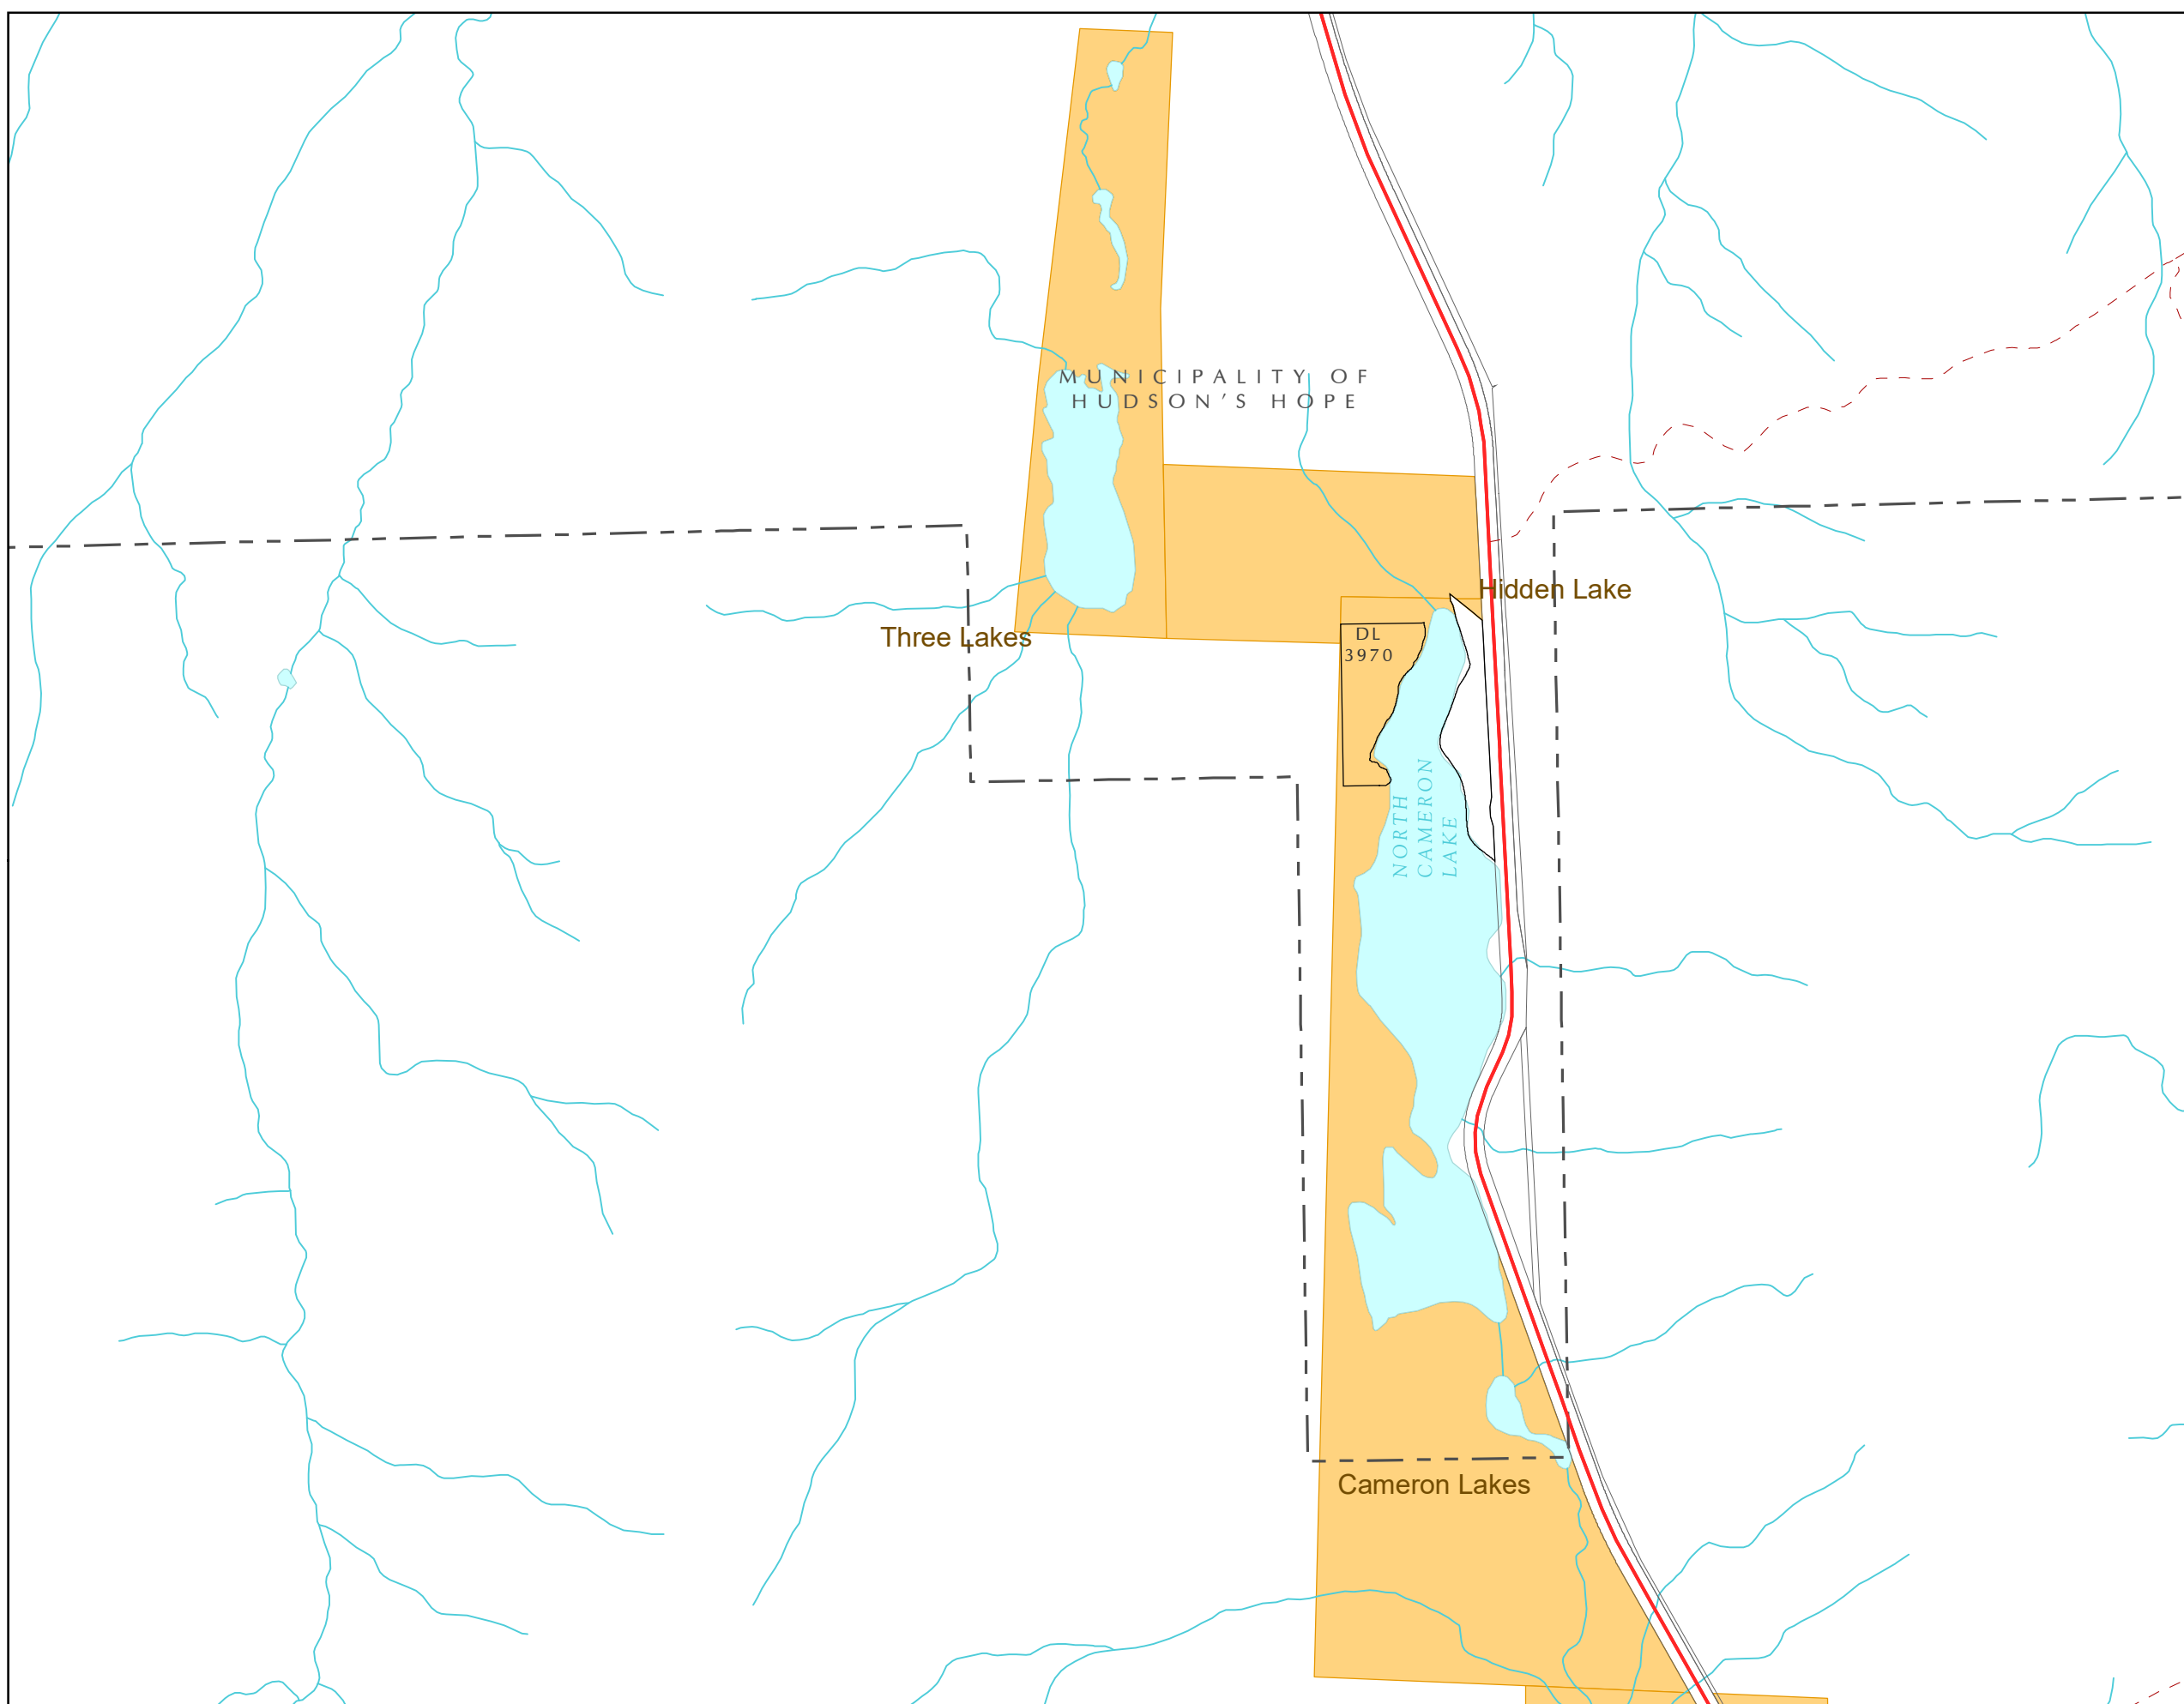 MUNICIPALITY OF
HUDSON'S HOPE
Hidden Lake
Three Lakes
DL
3970
NORTH
CAMERON
LAKE
Cameron Lakes